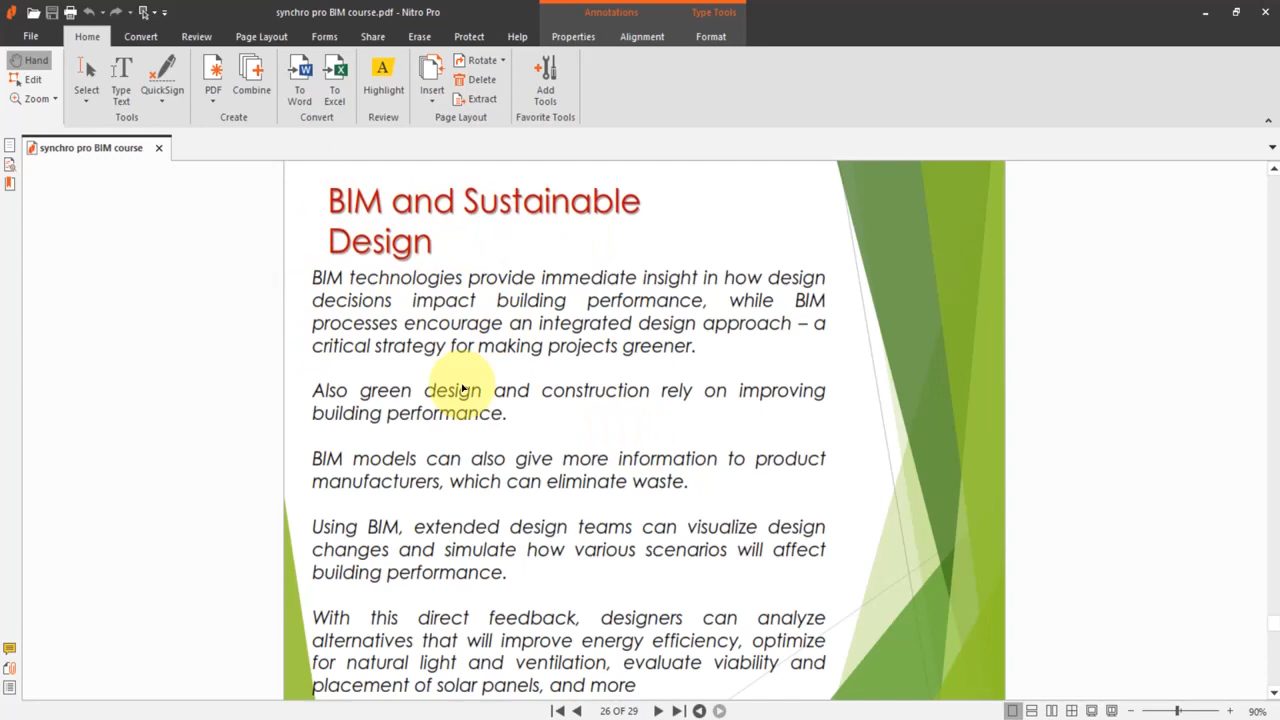 synchro pro BIM course.pdf - Nitro Pro
Annotations
Type Tools
File
Home
Convert
Review
Page Layout
Forms
Share
Erase
Protect
Help
Properties
Alignment
Format
Hand
Edit
Zoom
Select
Type
Text
QuickSign
Tools
PDF
Combine
Create
To
Word
To
Excel
Convert
Highlight
Review
Insert
Rotate
Delete
Extract
Page Layout
Add
Tools
Favorite Tools
synchro pro BIM course
BIM and Sustainable
Design
BIM technologies provide immediate insight in how design
decisions impact building performance, while BIM
processes encourage an integrated design approach – a
critical strategy for making projects greener.
Also green design and construction rely on improving
building performance.
BIM models can also give more information to product
manufacturers, which can eliminate waste.
Using BIM, extended design teams can visualize design
changes and simulate how various scenarios will affect
building performance.
With this direct feedback, designers can analyze
alternatives that will improve energy efficiency, optimize
for natural light and ventilation, evaluate viability and
placement of solar panels, and more
26 OF 29
90%